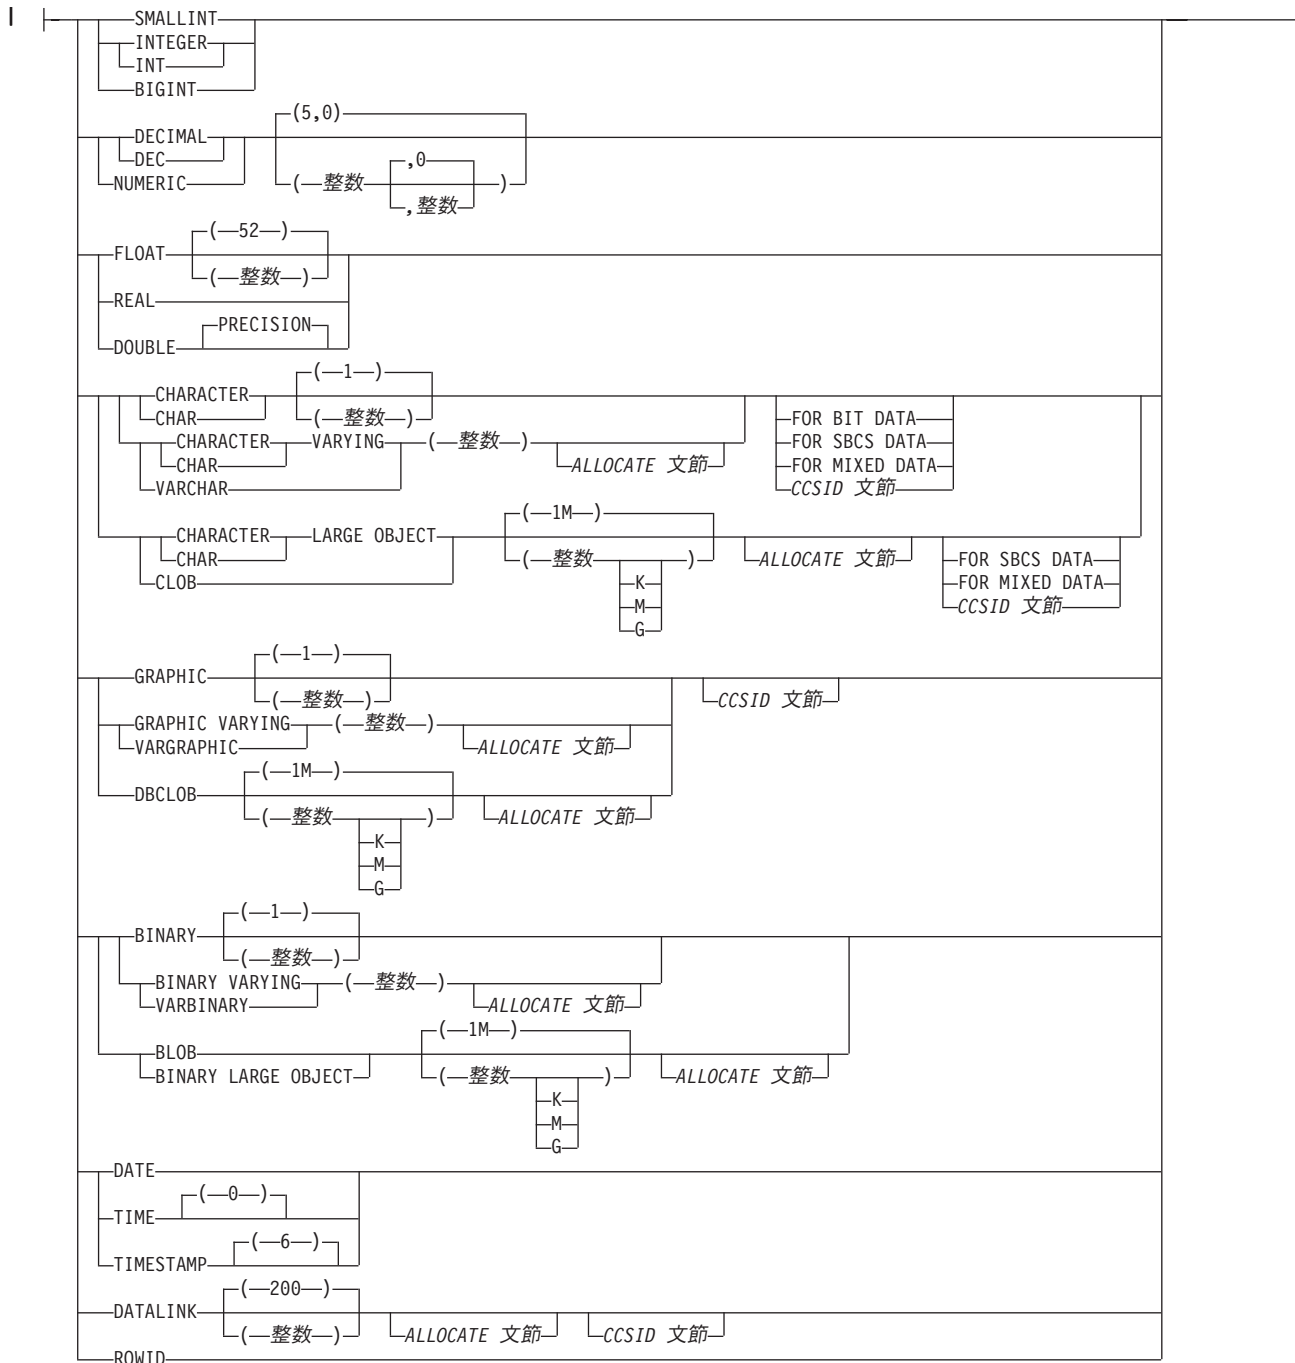 SMALLINT
INTEGER
INT
BIGINT
(5,0)
DECIMAL
DEC
,0
NUMERIC
( 整数 )
,整数
( 52 )
FLOAT
( 整数 )
REAL
PRECISION
DOUBLE
( 1 )
CHARACTER
CHAR
( 整数 )
FOR BIT DATA
CHARACTER VARYING ( 整数 )
FOR SBCS DATA
CHAR
ALLOCATE 文節
FOR MIXED DATA
VARCHAR
CCSID 文節
( 1M )
CHARACTER LARGE OBJECT
CHAR
( 整数 )
ALLOCATE 文節
FOR SBCS DATA
CLOB
K
FOR MIXED DATA
M
CCSID 文節
G
( 1 )
GRAPHIC
( 整数 )
CCSID 文節
GRAPHIC VARYING ( 整数 )
VARGRAPHIC
ALLOCATE 文節
( 1M )
DBCLOB
( 整数 )
ALLOCATE 文節
K
M
G
( 1 )
BINARY
( 整数 )
BINARY VARYING ( 整数 )
VARBINARY
ALLOCATE 文節
( 1M )
BLOB
BINARY LARGE OBJECT
( 整数 )
ALLOCATE 文節
K
M
G
DATE
( 0 )
TIME
( 6 )
TIMESTAMP
( 200 )
DATALINK
( 整数 )
ALLOCATE 文節
CCSID 文節
ROWID